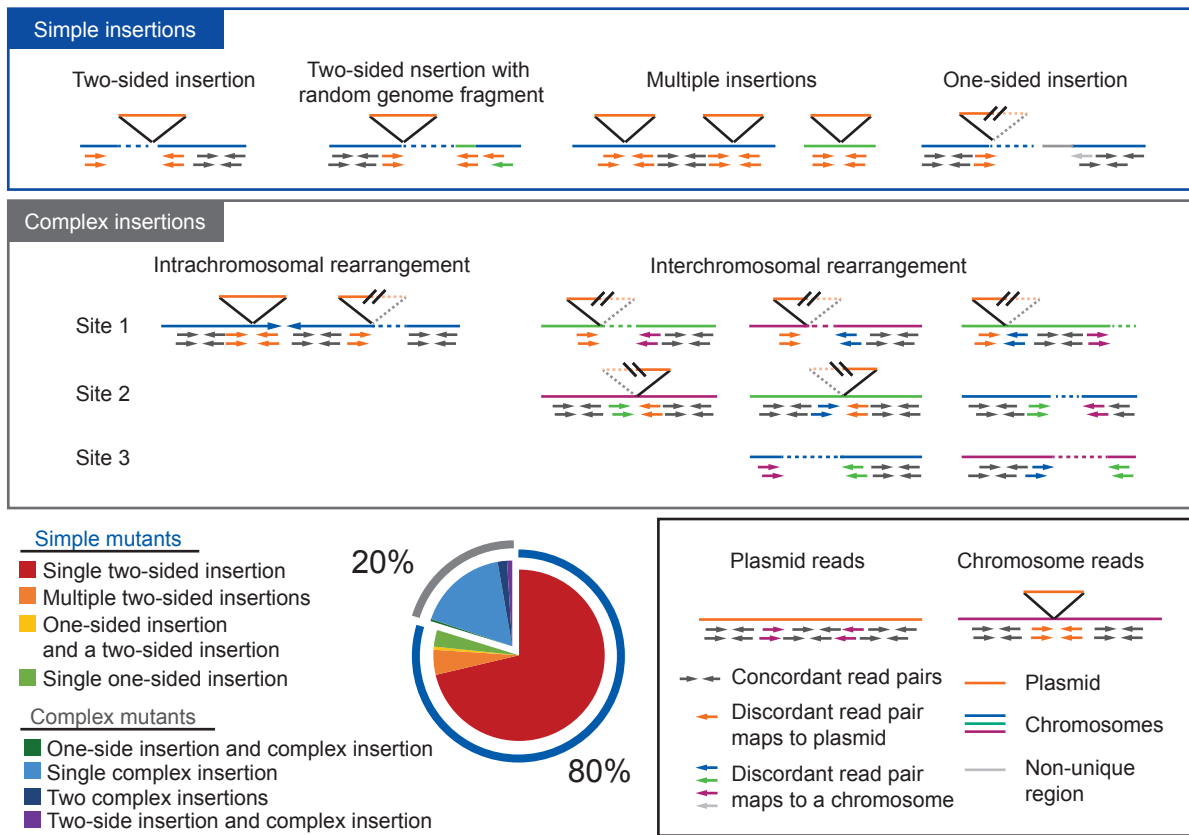 Simple insertions
Two-sided insertion
Two-sided nsertion with
random genome fragment
Multiple insertions
One-sided insertion
Complex insertions
Intrachromosomal rearrangement
Interchromosomal rearrangement
Site 1
Site 2
Site 3
Simple mutants
Single two-sided insertion
Multiple two-sided insertions
One-sided insertion
and a two-sided insertion
Single one-sided insertion
Complex mutants
One-side insertion and complex insertion
Single complex insertion
Two complex insertions
Two-side insertion and complex insertion
20%
80%
Plasmid reads
Chromosome reads
Concordant read pairs
Discordant read pair
maps to plasmid
Discordant read pair
maps to a chromosome
Plasmid
Chromosomes
Non-unique
region